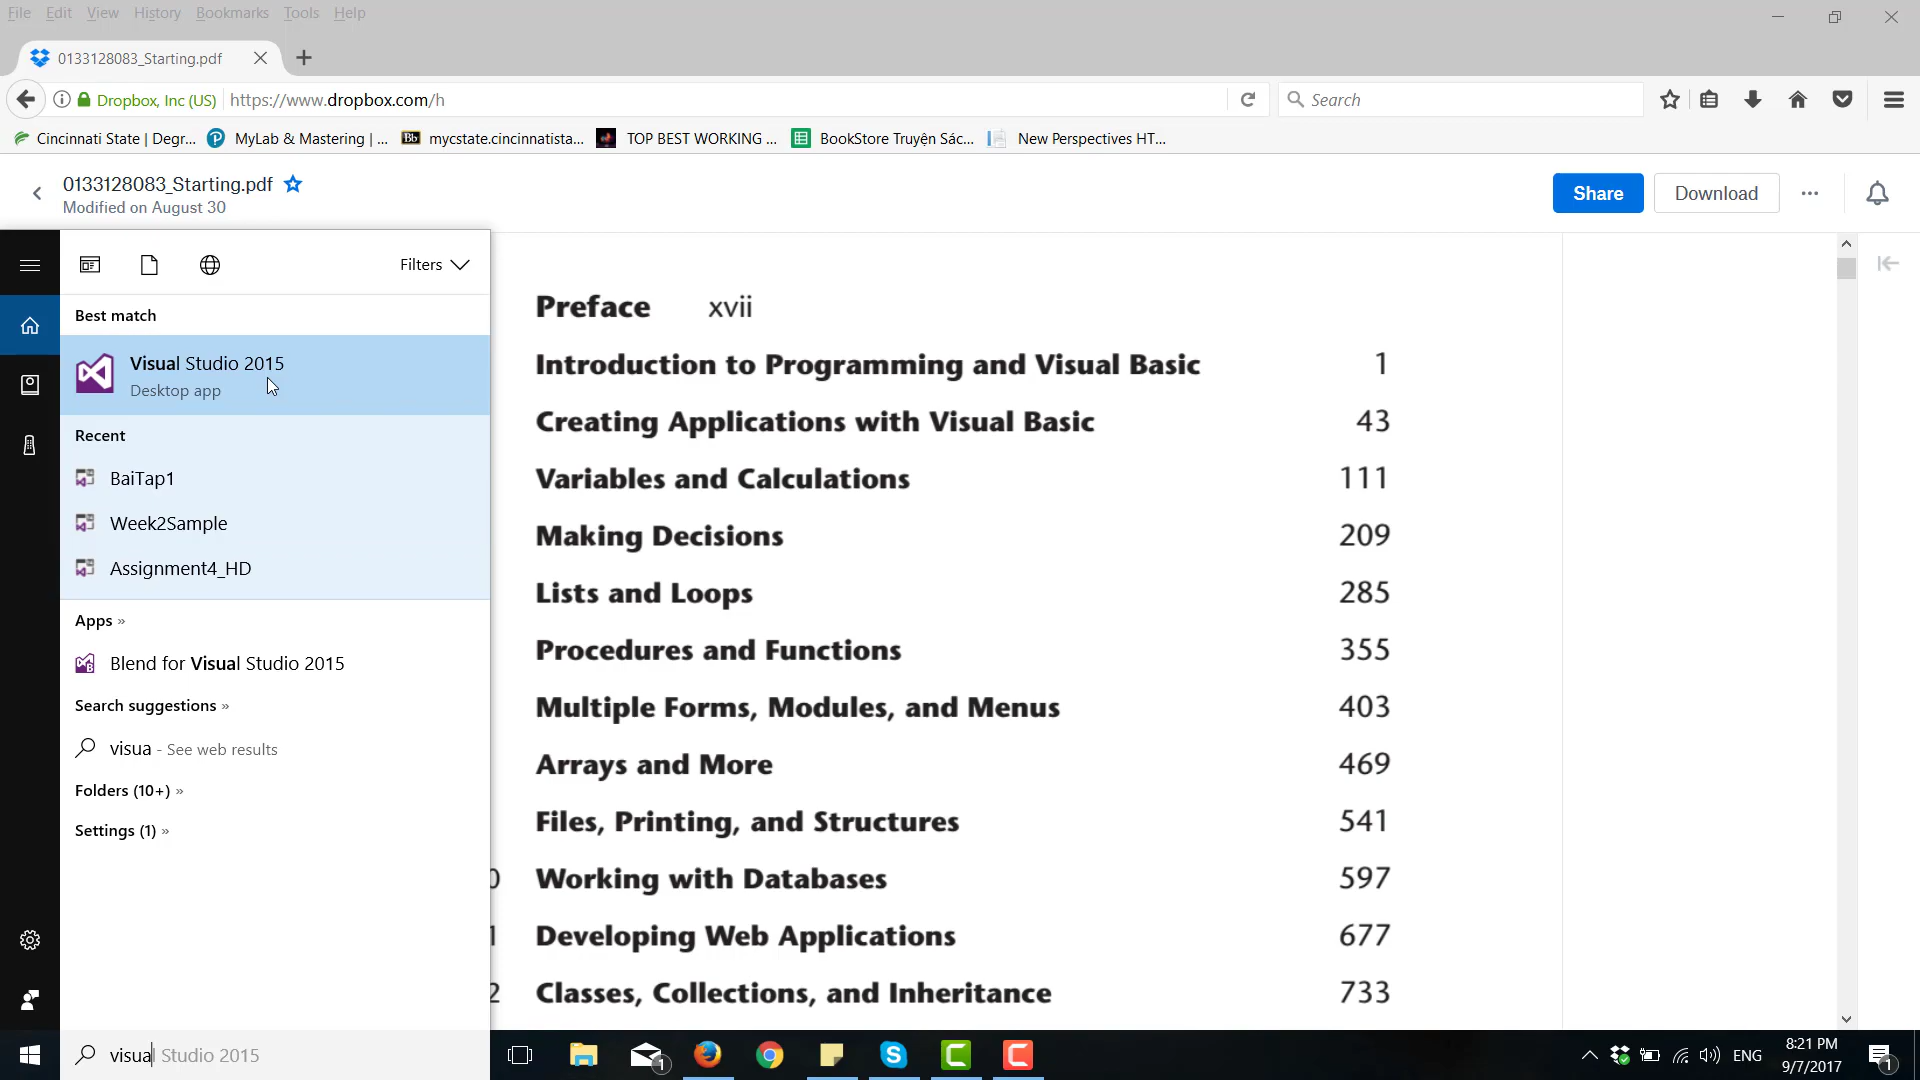 File Edit View History Bookmarks Tools Help
0133128083_Starting.pdf
Dropbox, Inc (US) https://www.dropbox.com/h
Search
Cincinnati State | Degr... MyLab & Mastering | ... Bb mycstate.cincinnatista... TOP BEST WORKING ... BookStore Truyện Sác... New Perspectives HT...
0133128083_Starting.pdf
Modified on August 30
Share Download
Filters
Best match
Visual Studio 2015
Desktop app
Recent
BaiTap1
Week2Sample
Assignment4_HD
Apps »
Blend for Visual Studio 2015
Search suggestions »
visua - See web results
Folders (10+) »
Settings (1) »
visual Studio 2015
Preface xvii
Introduction to Programming and Visual Basic 1
Creating Applications with Visual Basic 43
Variables and Calculations 111
Making Decisions 209
Lists and Loops 285
Procedures and Functions 355
Multiple Forms, Modules, and Menus 403
Arrays and More 469
Files, Printing, and Structures 541
0 Working with Databases 597
1 Developing Web Applications 677
2 Classes, Collections, and Inheritance 733
1
ENG
8:21 PM
9/7/2017
1